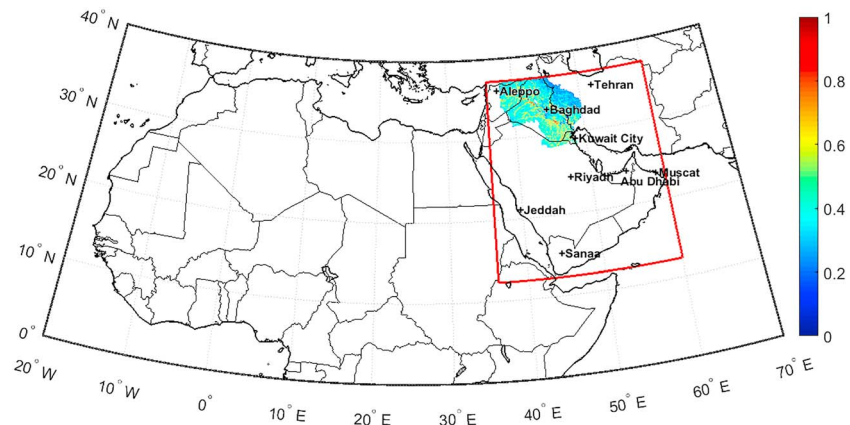 40° N
30° N
20° N
10° N
0°
20° W
10° W
0°
10° E
20° E
30° E
40° E
50° E
60° E
70° E
+Aleppo
+Tehran
+Baghdad
+Kuwait City
+Riyadh
+Muscat
+
Abu Dhabi
+Jeddah
+Sanaa
1
0.8
0.6
0.4
0.2
0